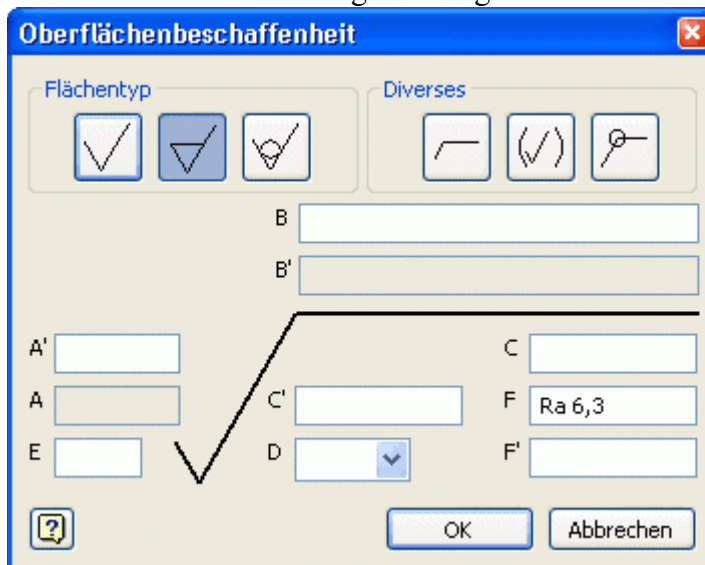 Oberflächenbeschaffenheit
Flächentyp Diverses
B
B'
A' C
A C' F Ra 6,3
E D F'
OK Abbrechen